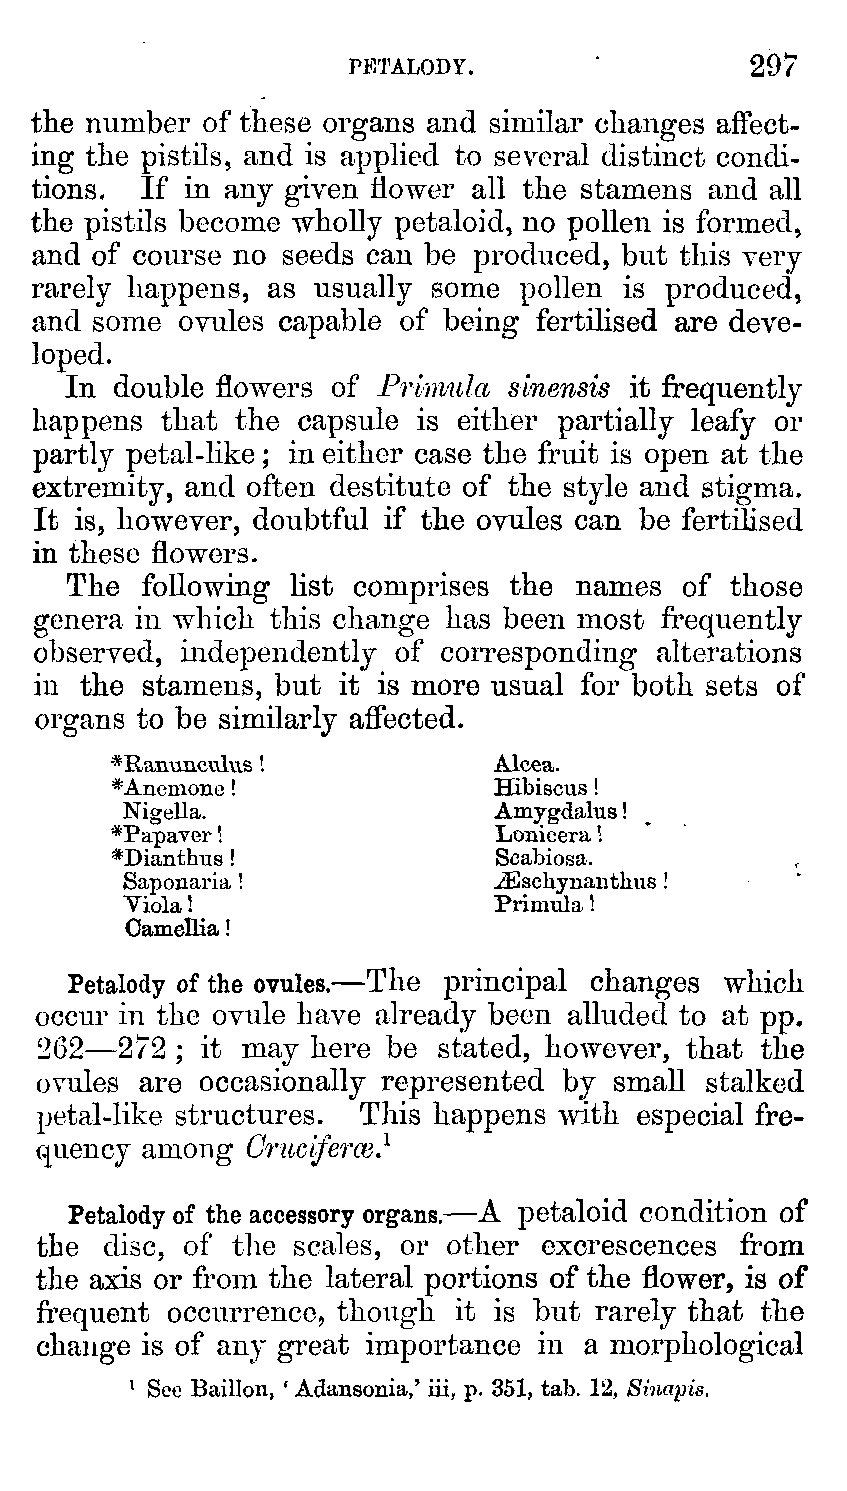 PETALODY. 297
the number of these organs and similar changes affect-
ing the pistils, and is applied to several distinct condi-
tions. If in any given flower all the stamens and all
the pistils become wholly petaloid, no pollen is formed,
and of course no seeds can be produced, but this very
rarely happens, as usually some pollen is produced,
and some ovules capable of being fertilised are deve-
loped.
In double flowers of Primula sinensis it frequently
happens that the capsule is either partially leafy or
partly petal-like; in either case the fruit is open at the
extremity, and often destitute of the style and stigma.
It is, however, doubtful if the ovules can be fertilised
in these flowers.
The following list comprises the names of those
genera in which this change has been most frequently
observed, independently of corresponding alterations
in the stamens, but it is more usual for both sets of
organs to be similarly affected.
*Ranunculus!
*Anemone!
Nigella.
*Papaver!
*Dianthus!
Saponaria!
Viola!
Camellia!
Alcea.
Hibiscus!
Amygdalus!
Lonicera!
Scabiosa.
Æschynanthus!
Primula!
Petalody of the ovules.—The principal changes which
occur in the ovule have already been alluded to at pp.
262—272; it may here be stated, however, that the
ovules are occasionally represented by small stalked
petal-like structures. This happens with especial fre-
quency among Cruciferæ.¹
Petalody of the accessory organs.—A petaloid condition of
the disc, of the scales, or other excrescences from
the axis or from the lateral portions of the flower, is of
frequent occurrence, though it is but rarely that the
change is of any great importance in a morphological
¹ See Baillon, ‘Adansonia,’ iii, p. 351, tab. 12, Sinapis.